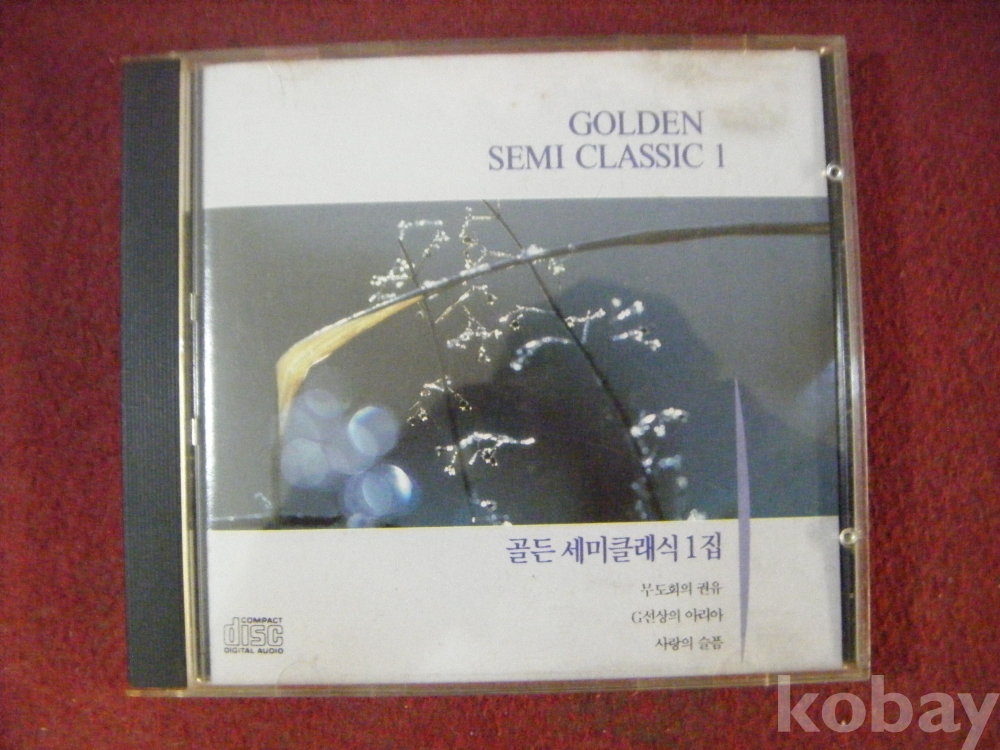 GOLDEN
SEMI CLASSIC 1
골든 세미클래식 1집
무도회의 권유
G선상의 아리아
사랑의 슬픔
COMPACT
disc
DIGITAL AUDIO
kobay